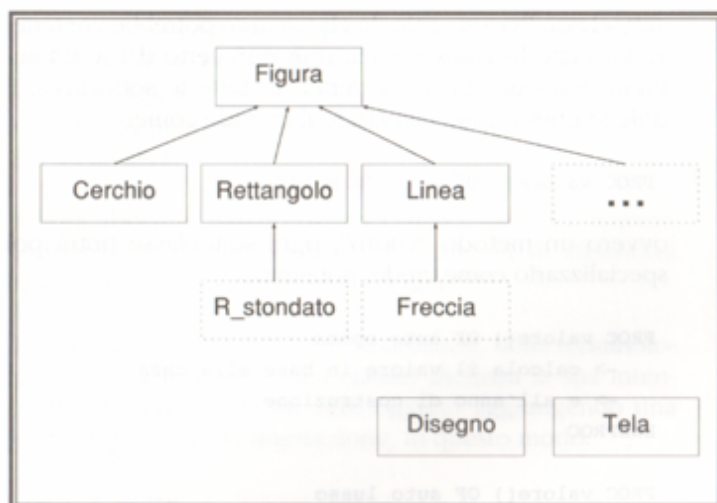 Figura
Cerchio Rettangolo Linea ...
R_stondato Freccia
Disegno Tela